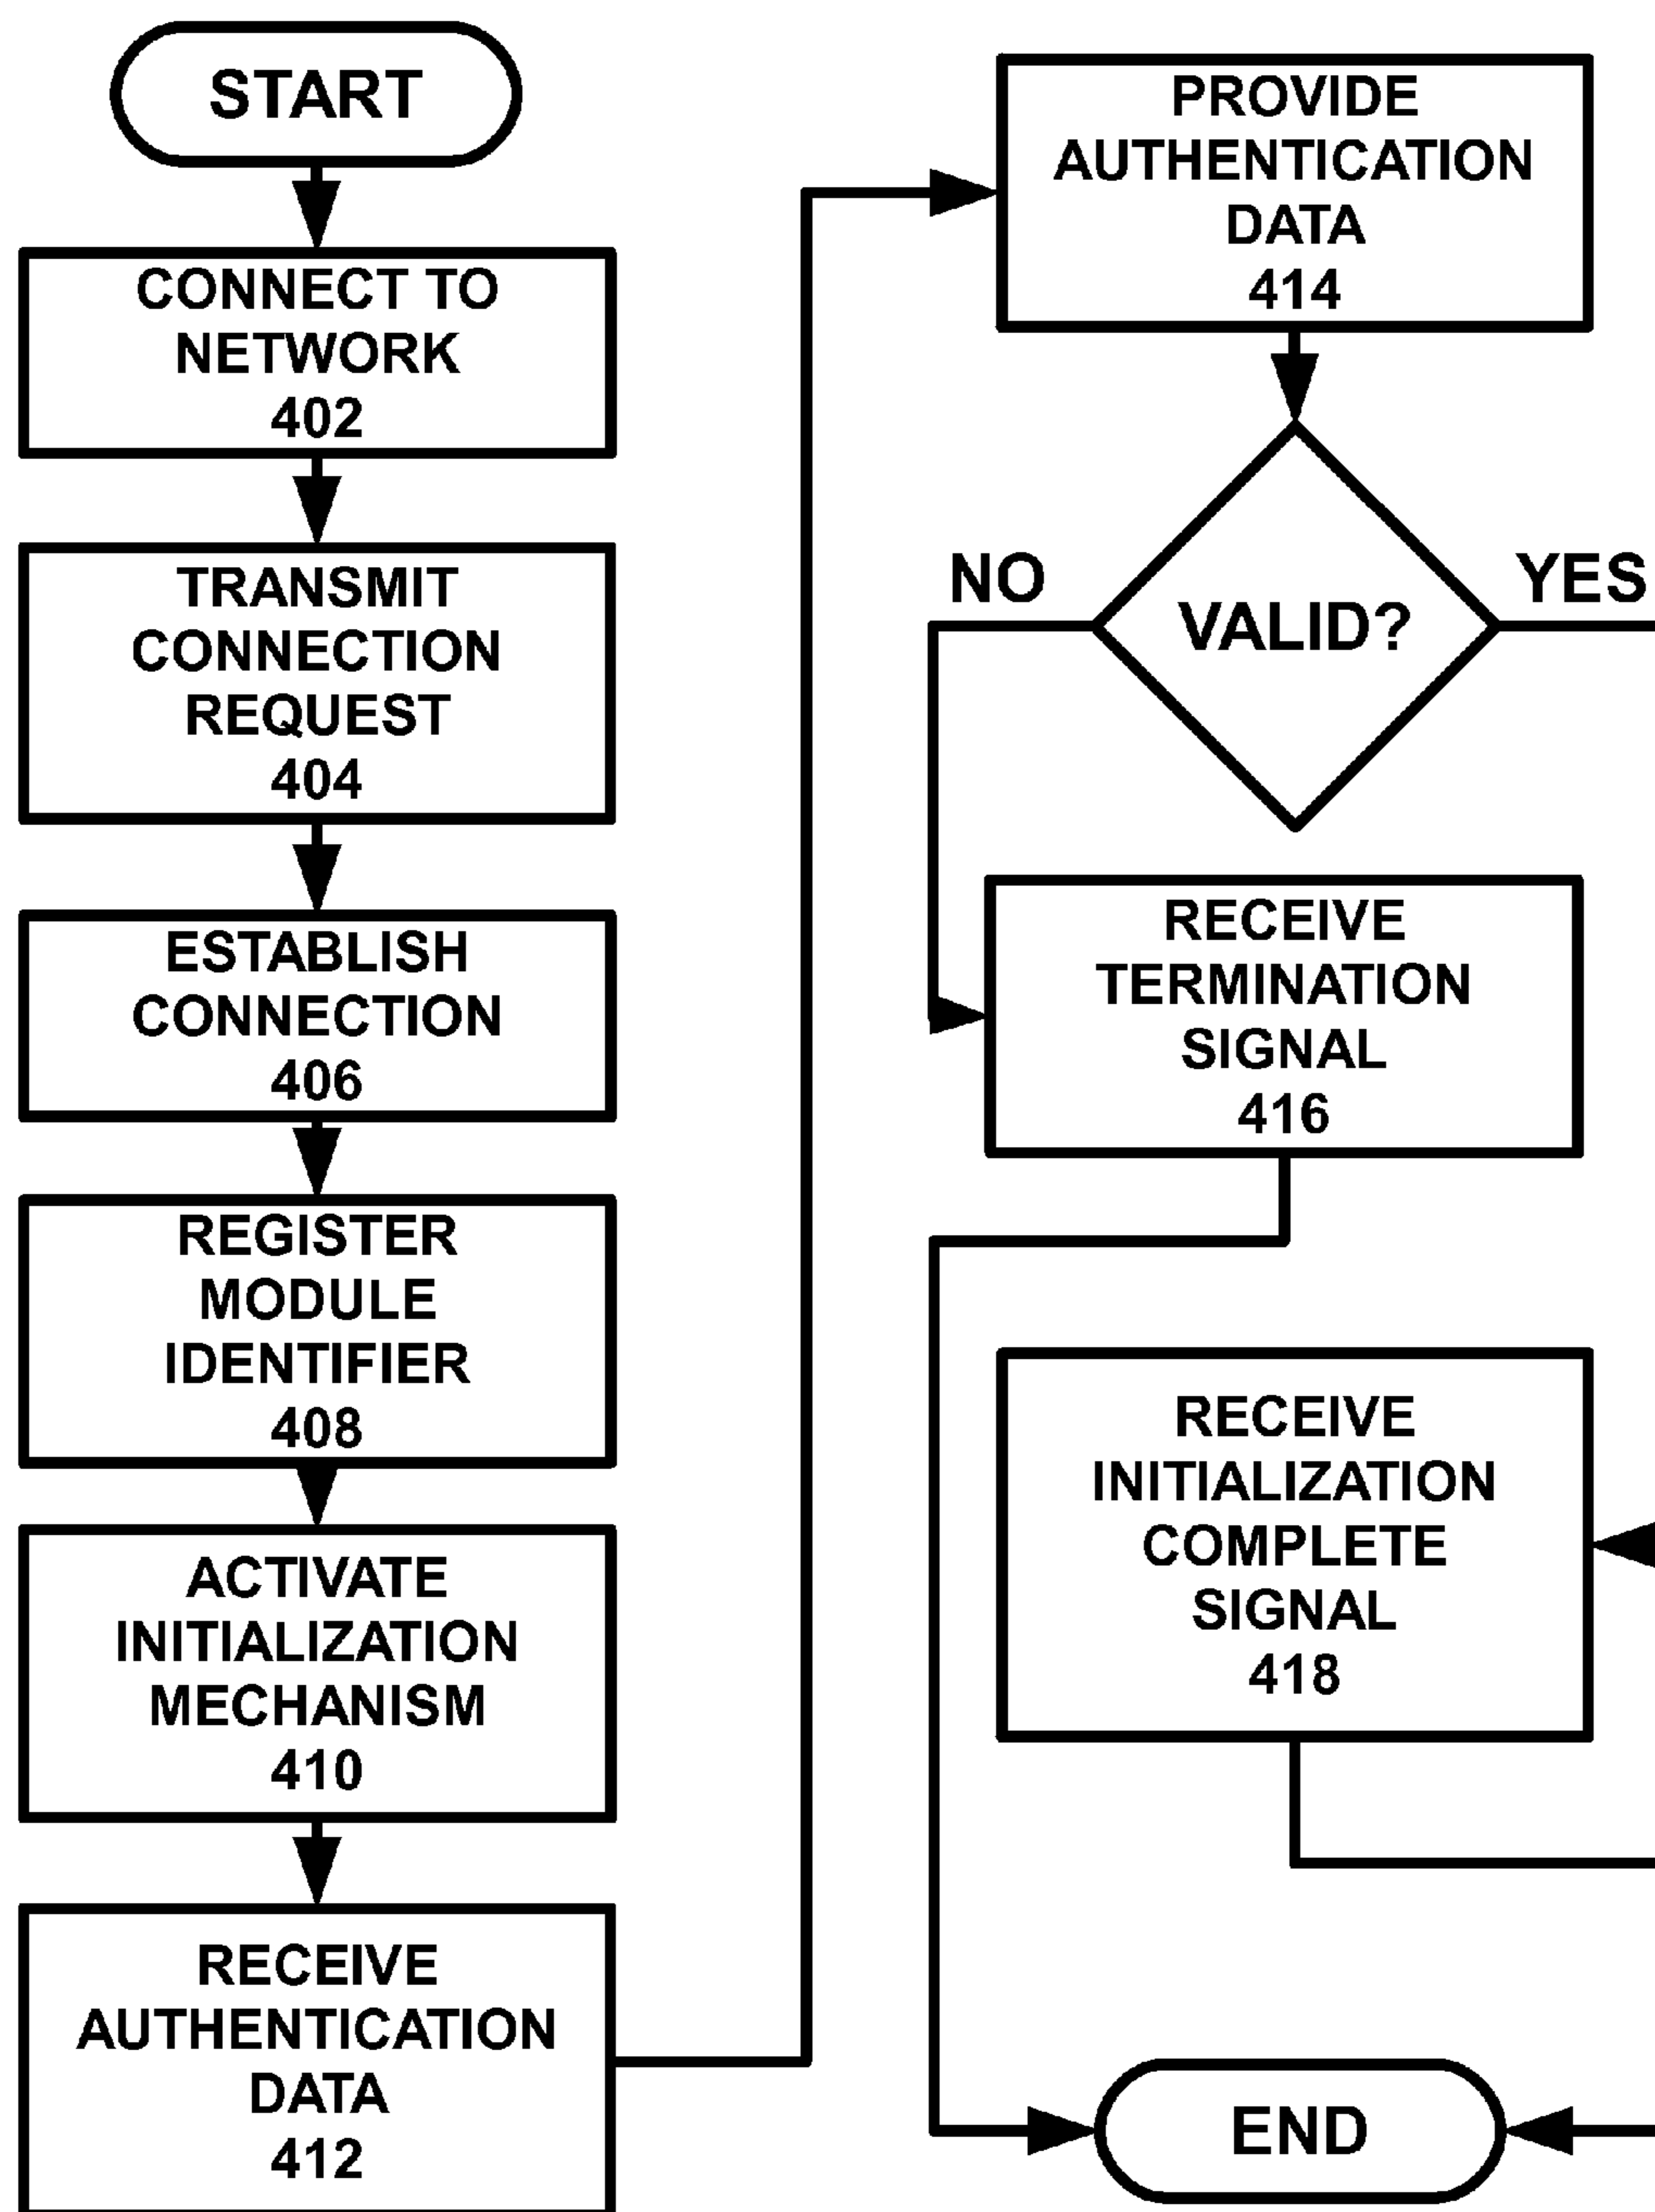 START
CONNECT TO
NETWORK
402
TRANSMIT
CONNECTION
REQUEST
404
ESTABLISH
CONNECTION
406
REGISTER
MODULE
IDENTIFIER
408
ACTIVATE
INITIALIZATION
MECHANISM
410
RECEIVE
AUTHENTICATION
DATA
412
PROVIDE
AUTHENTICATION
DATA
414
NO
YES
VALID?
RECEIVE
TERMINATION
SIGNAL
416
RECEIVE
INITIALIZATION
COMPLETE
SIGNAL
418
END